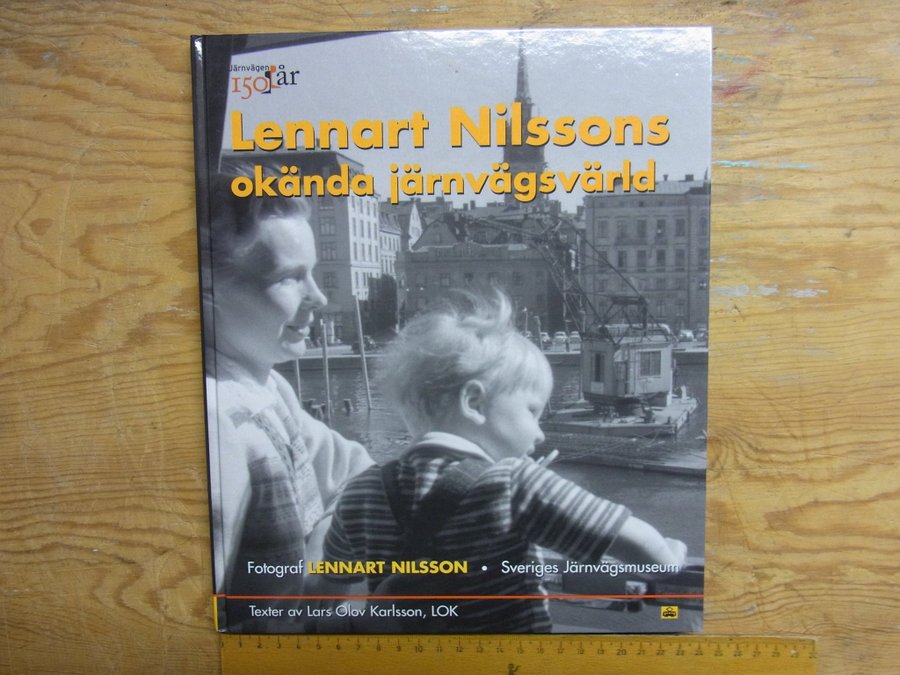 Järnvägen
150 år
Lennart Nilssons
okända järnvägsvärld
Fotograf LENNART NILSSON • Sveriges Järnvägsmuseum
Texter av Lars Olov Karlsson, LOK